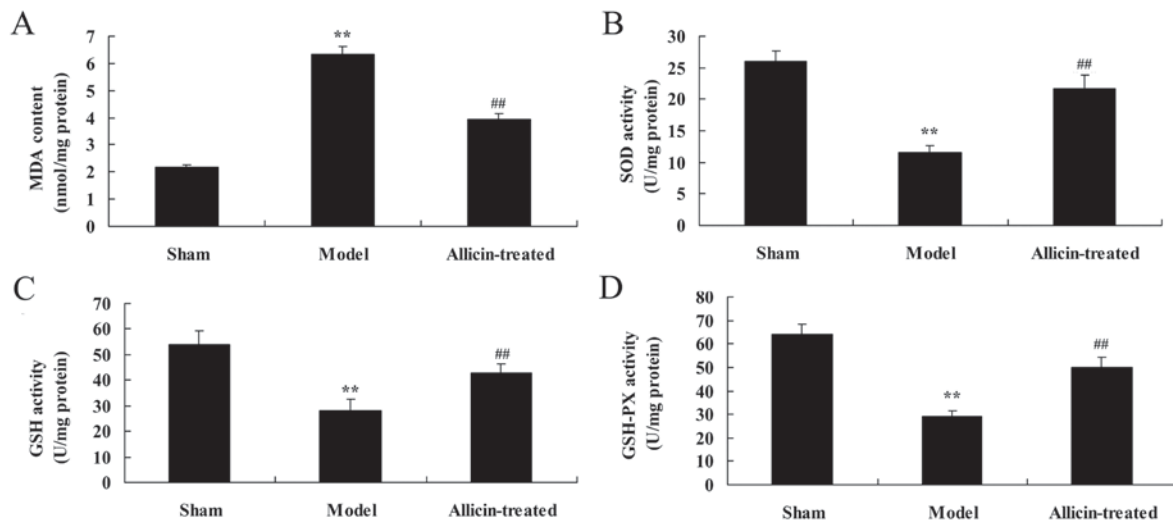 A
MDA content
(nmol/mg protein)
7
6
5
4
3
2
1
0
**
##
Sham Model Allicin-treated
B
SOD activity
(U/mg protein)
30
25
20
15
10
5
0
**
##
Sham Model Allicin-treated
C
GSH activity
(U/mg protein)
70
60
50
40
30
20
10
0
**
##
Sham Model Allicin-treated
D
GSH-PX activity
(U/mg protein)
80
70
60
50
40
30
20
10
0
**
##
Sham Model Allicin-treated